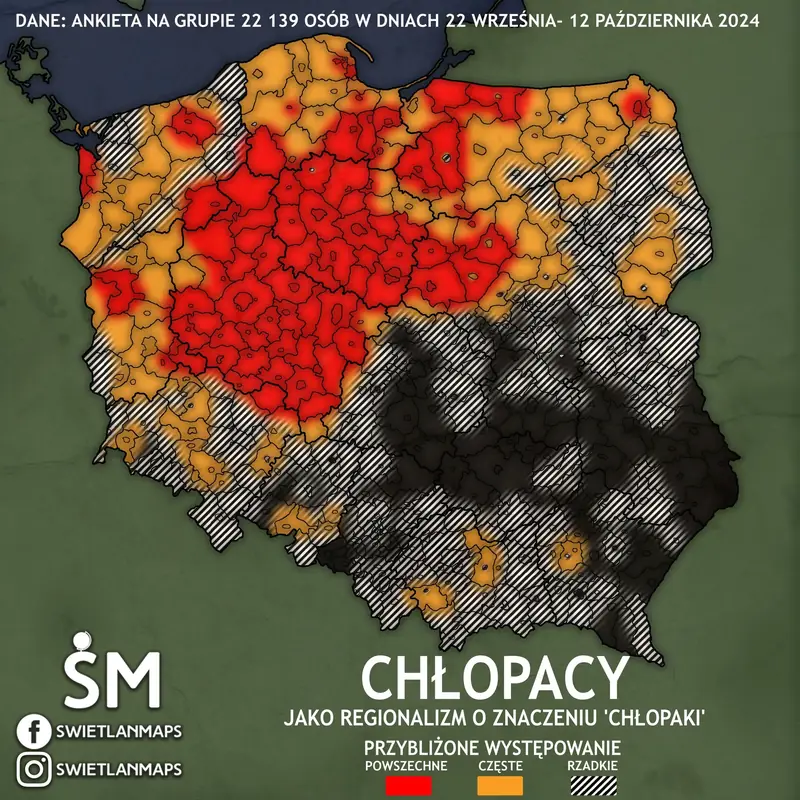 DANE: ANKIETA NA GRUPIE 22 139 OSÓB W DNIACH 22 WRZEŚNIA- 12 PAŹDZIERNIKA 2024
ŚM
SWIETLANMAPS
SWIETLANMAPS
CHŁOPACY
JAKO REGIONALIZM O ZNACZENIU 'CHŁOPAKI'
PRZYBLIŻONE WYSTĘPOWANIE
POWSZECHNE CZĘSTE RZADKIE